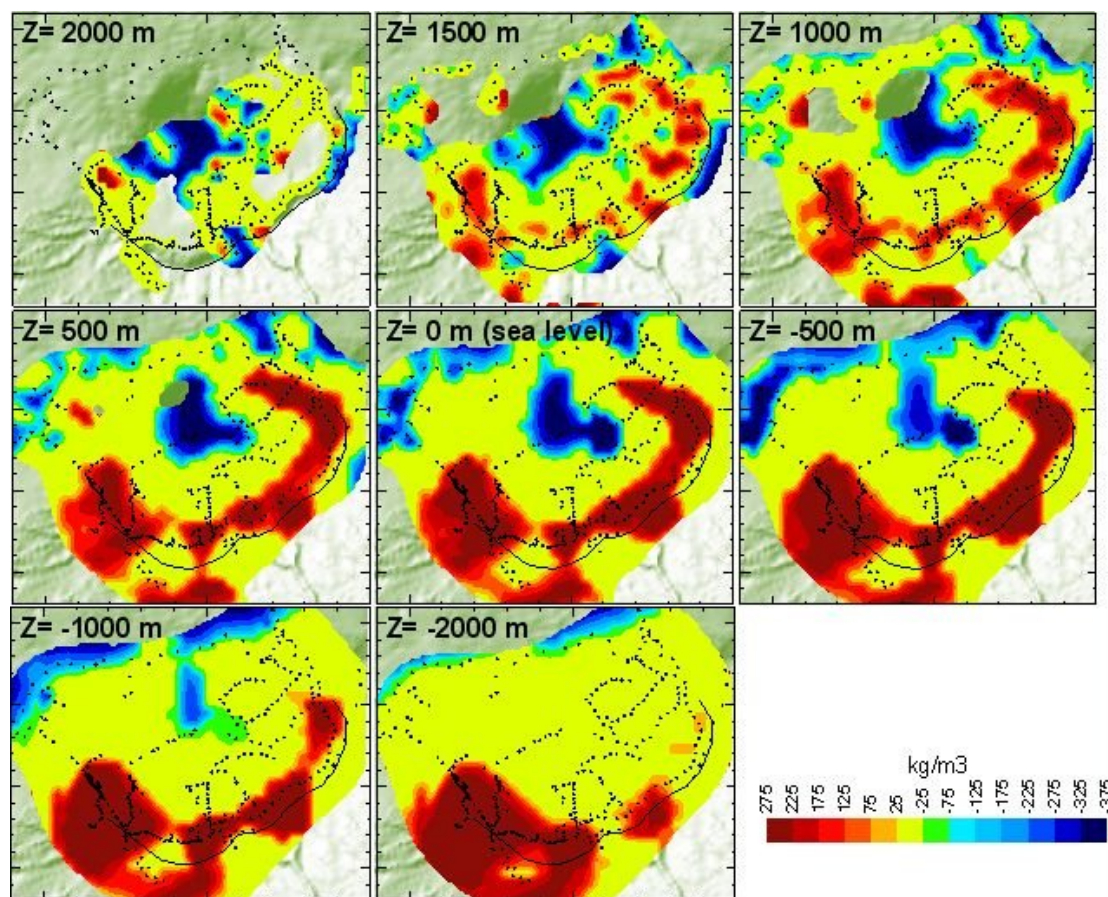 Z= 2000 m
Z= 1500 m
Z= 1000 m
Z= 500 m
Z= 0 m (sea level)
Z= -500 m
Z= -1000 m
Z= -2000 m
kg/m3
275 225 175 125 75 25 -25 -75 -125 -175 -225 -275 -325 -375